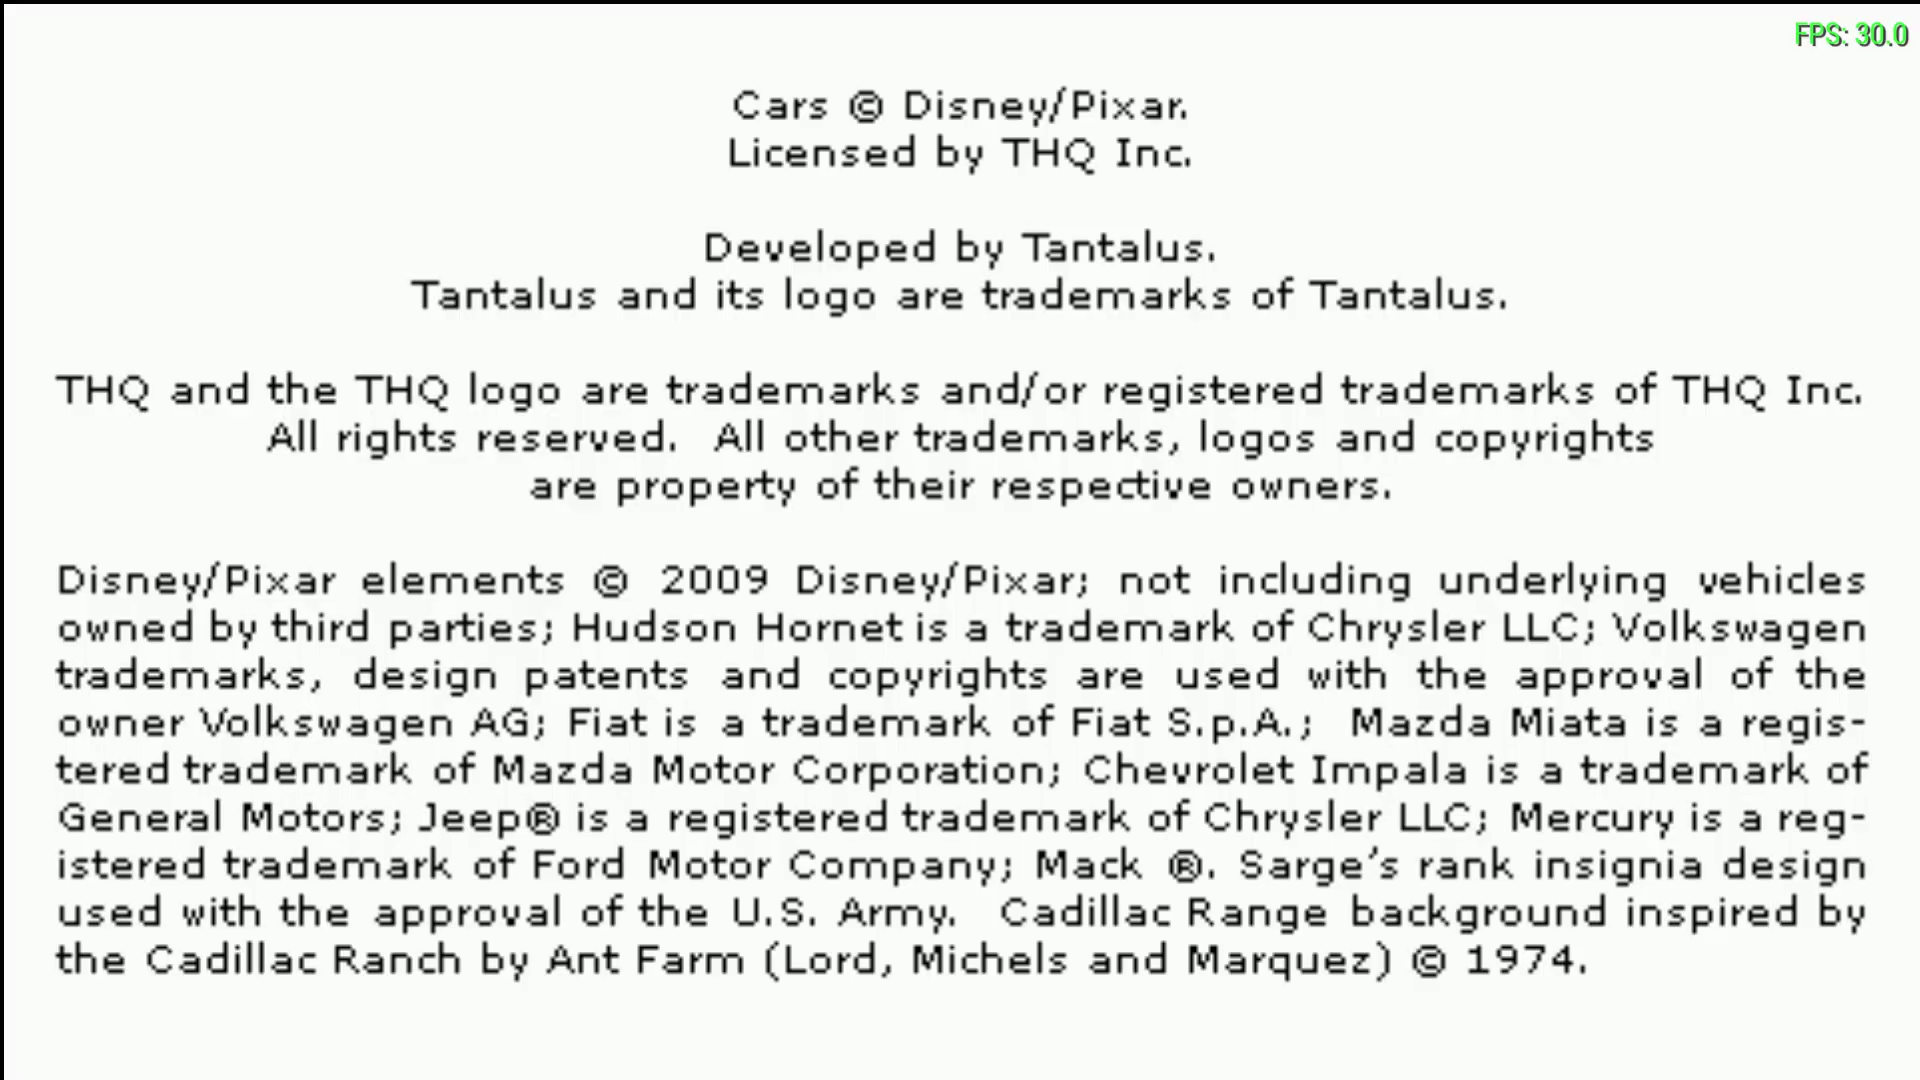 FPS: 30.0
Cars © Disney/Pixar.
Licensed by THQ Inc.
Developed by Tantalus.
Tantalus and its logo are trademarks of Tantalus.
THQ and the THQ logo are trademarks and/or registered trademarks of THQ Inc.
All rights reserved.  All other trademarks, logos and copyrights
are property of their respective owners.
Disney/Pixar elements © 2009 Disney/Pixar; not including underlying vehicles
owned by third parties; Hudson Hornet is a trademark of Chrysler LLC; Volkswagen
trademarks, design patents and copyrights are used with the approval of the
owner Volkswagen AG; Fiat is a trademark of Fiat S.p.A.;  Mazda Miata is a regis-
tered trademark of Mazda Motor Corporation; Chevrolet Impala is a trademark of
General Motors; Jeep® is a registered trademark of Chrysler LLC; Mercury is a reg-
istered trademark of Ford Motor Company; Mack ®. Sarge's rank insignia design
used with the approval of the U.S. Army.  Cadillac Range background inspired by
the Cadillac Ranch by Ant Farm (Lord, Michels and Marquez) © 1974.